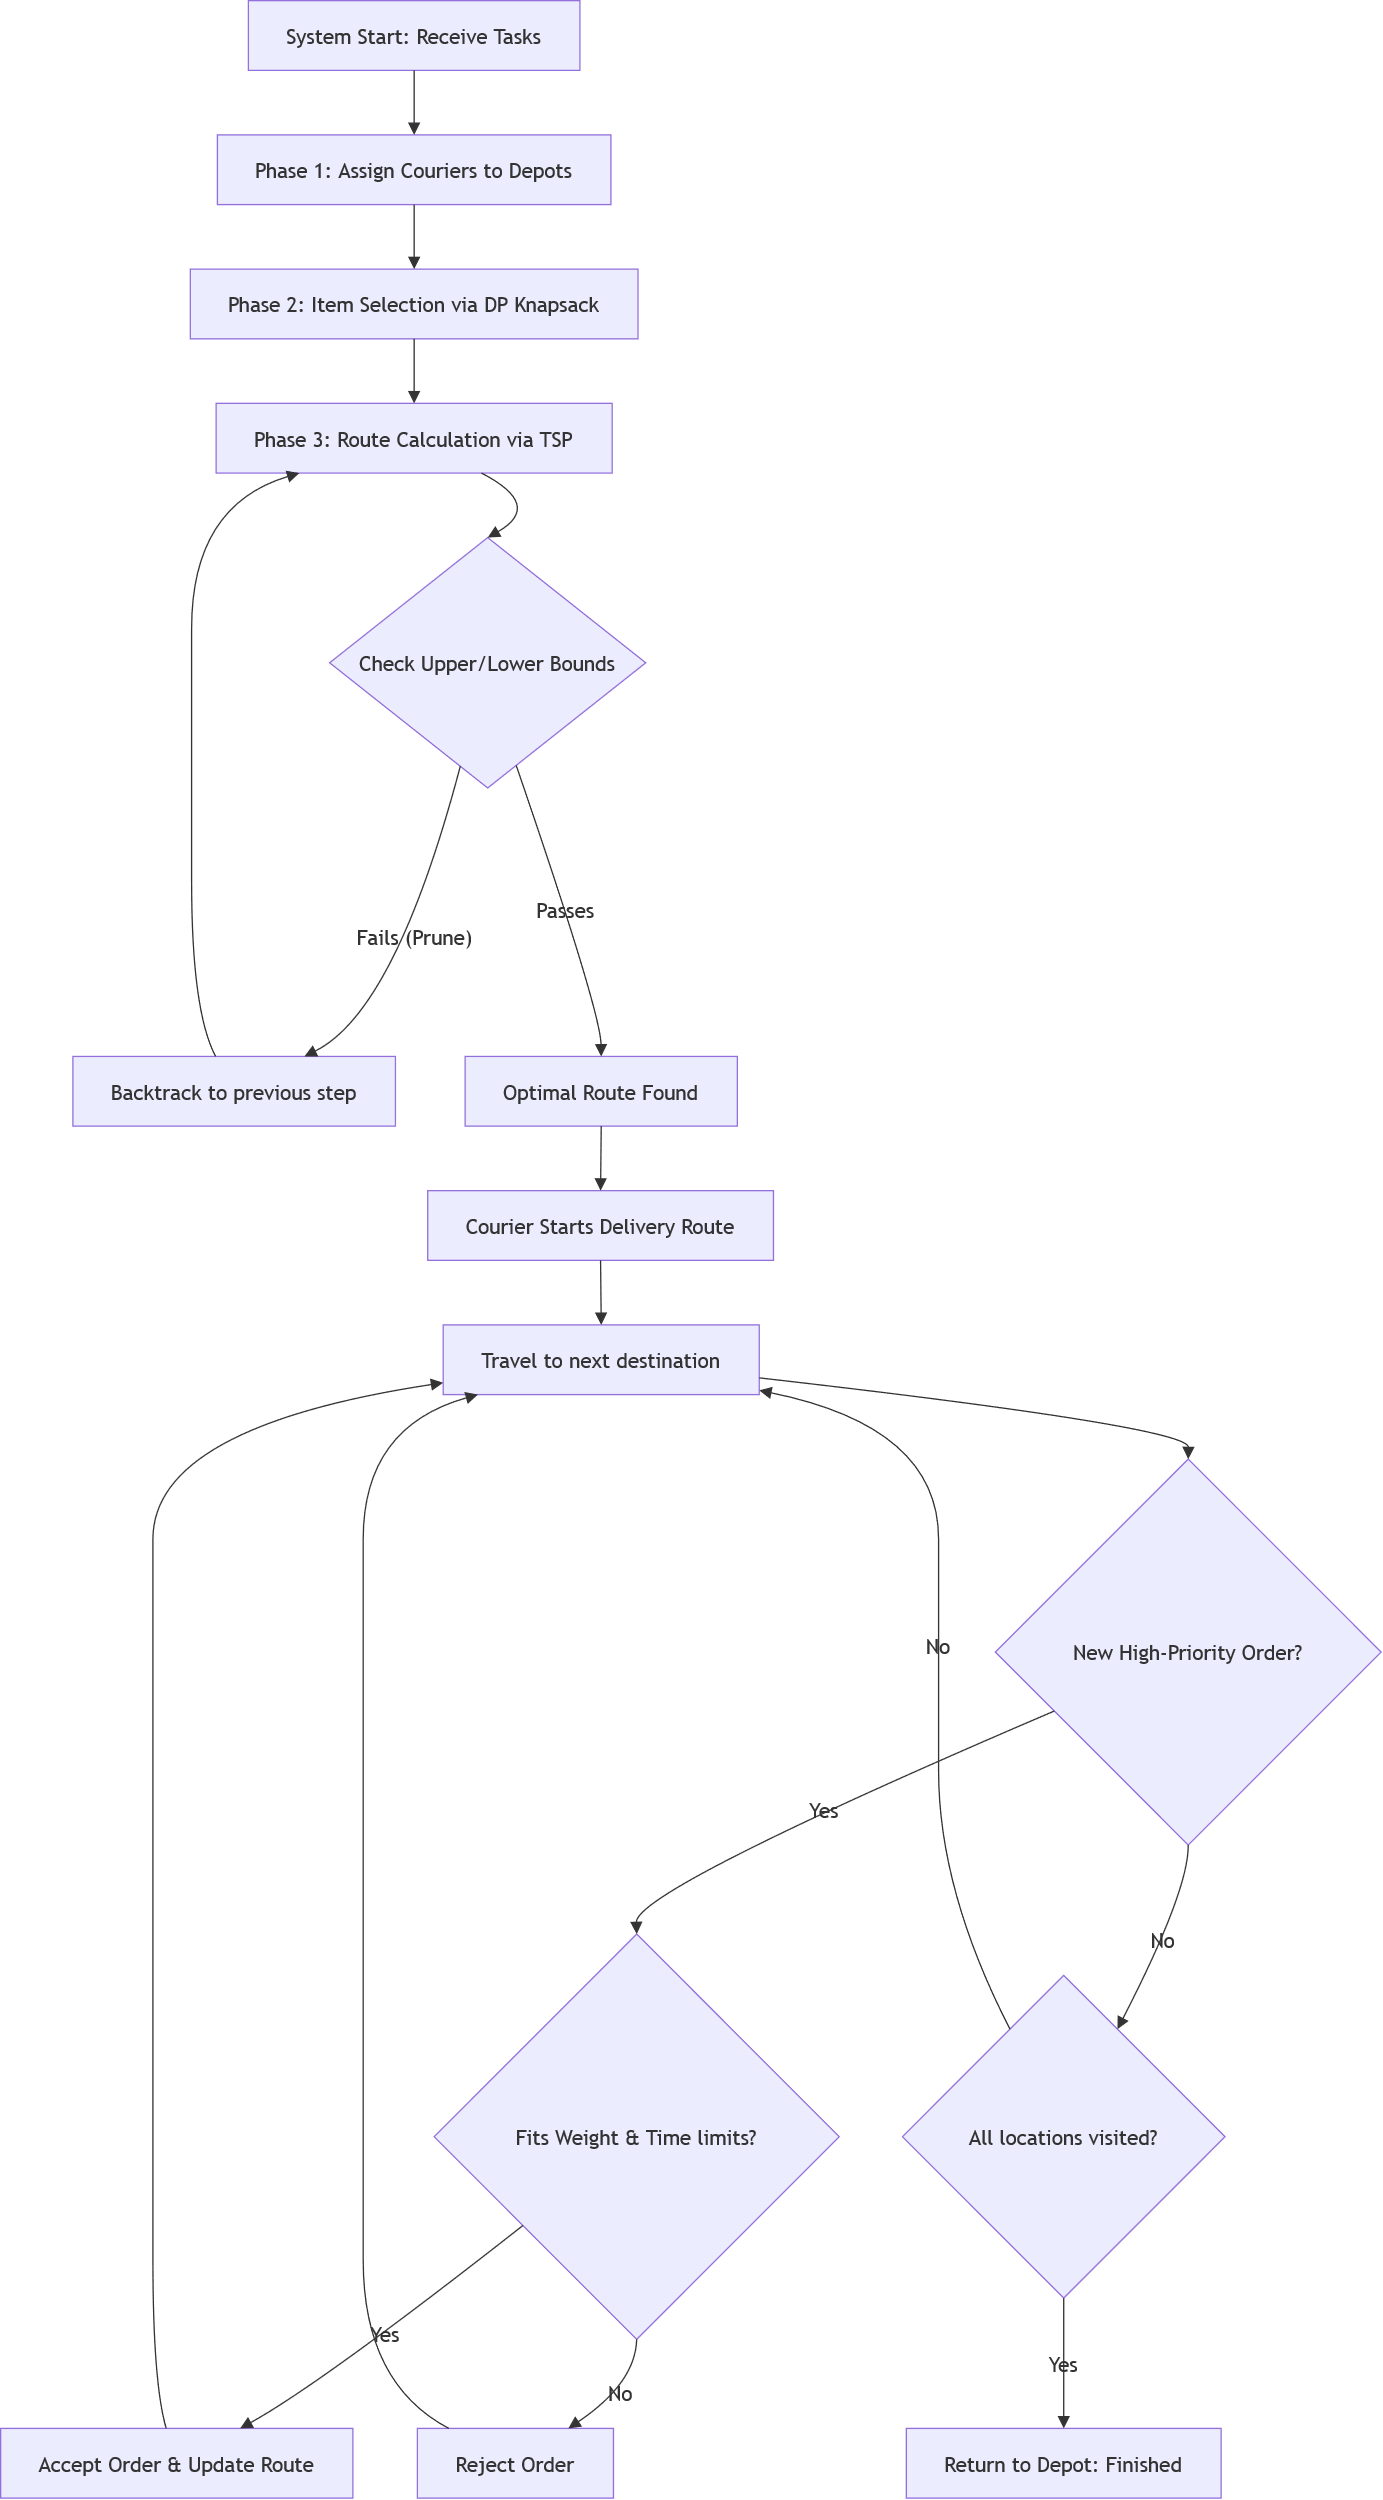 System Start: Receive Tasks
Phase 1: Assign Couriers to Depots
Phase 2: Item Selection via DP Knapsack
Phase 3: Route Calculation via TSP
Check Upper/Lower Bounds
Passes
Fails (Prune)
Backtrack to previous step
Optimal Route Found
Courier Starts Delivery Route
Travel to next destination
No
New High-Priority Order?
Yes
No
Fits Weight & Time limits?
All locations visited?
Yes
No
Yes
Accept Order & Update Route
Reject Order
Return to Depot: Finished